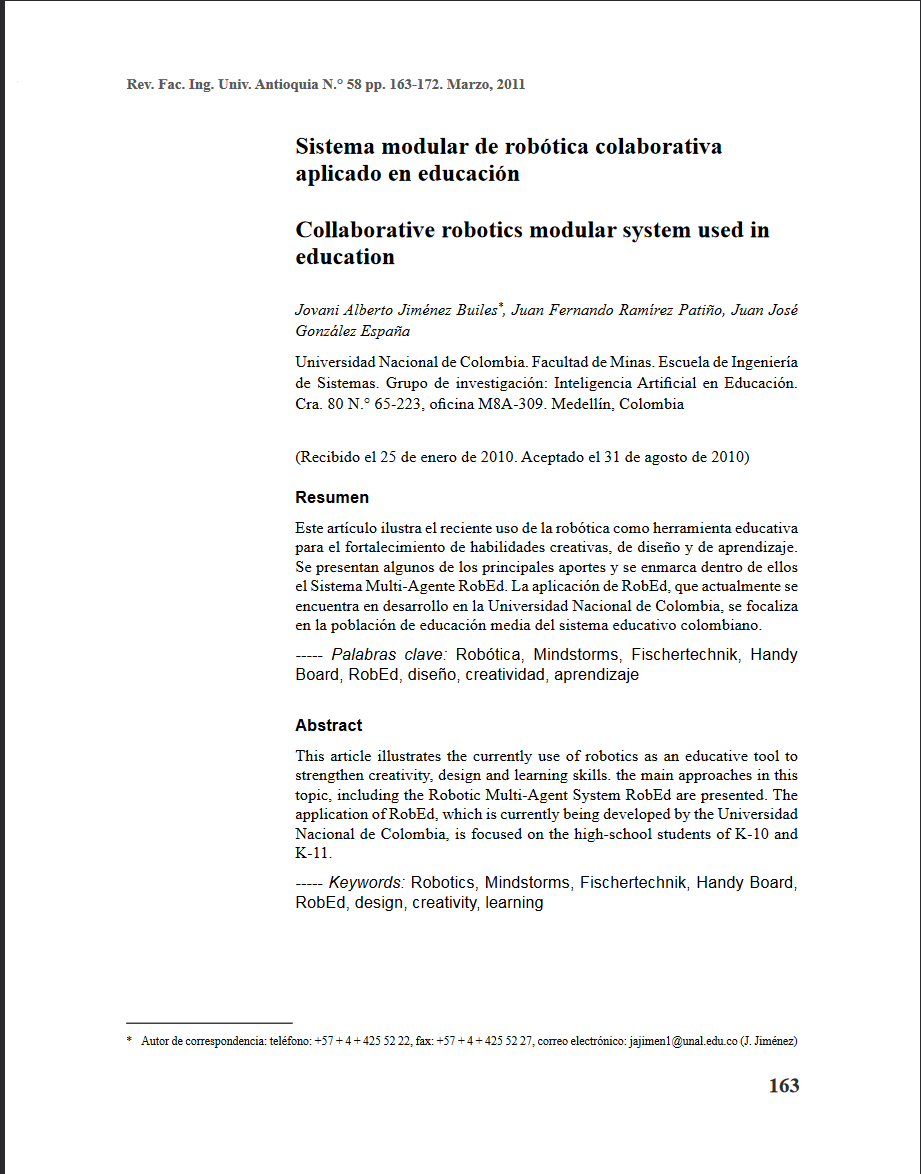 Rev. Fac. Ing. Univ. Antioquia N.° 58 pp. 163-172. Marzo, 2011
Sistema modular de robótica colaborativa
aplicado en educación
Collaborative robotics modular system used in
education
Jovani Alberto Jiménez Builes*, Juan Fernando Ramírez Patiño, Juan José
González España
Universidad Nacional de Colombia. Facultad de Minas. Escuela de Ingeniería
de Sistemas. Grupo de investigación: Inteligencia Artificial en Educación.
Cra. 80 N.° 65-223, oficina M8A-309. Medellín, Colombia
(Recibido el 25 de enero de 2010. Aceptado el 31 de agosto de 2010)
Resumen
Este artículo ilustra el reciente uso de la robótica como herramienta educativa
para el fortalecimiento de habilidades creativas, de diseño y de aprendizaje.
Se presentan algunos de los principales aportes y se enmarca dentro de ellos
el Sistema Multi-Agente RobEd. La aplicación de RobEd, que actualmente se
encuentra en desarrollo en la Universidad Nacional de Colombia, se focaliza
en la población de educación media del sistema educativo colombiano.
----- Palabras clave: Robótica, Mindstorms, Fischertechnik, Handy
Board, RobEd, diseño, creatividad, aprendizaje
Abstract
This article illustrates the currently use of robotics as an educative tool to
strengthen creativity, design and learning skills. the main approaches in this
topic, including the Robotic Multi-Agent System RobEd are presented. The
application of RobEd, which is currently being developed by the Universidad
Nacional de Colombia, is focused on the high-school students of K-10 and
K-11.
----- Keywords: Robotics, Mindstorms, Fischertechnik, Handy Board,
RobEd, design, creativity, learning
* Autor de correspondencia: teléfono: +57 + 4 + 425 52 22, fax: +57 + 4 + 425 52 27, correo electrónico: jajimen1@unal.edu.co (J. Jiménez)
163